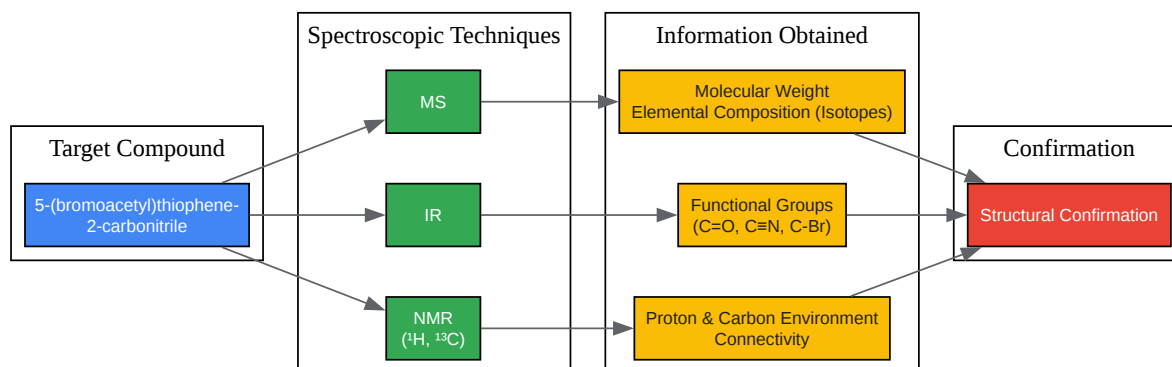 Spectroscopic Techniques
Information Obtained
MS
Molecular Weight
Elemental Composition (Isotopes)
Target Compound
Confirmation
5-(bromoacetyl)thiophene-
2-carbonitrile
IR
Functional Groups
(C=O, C≡N, C-Br)
Structural Confirmation
NMR
(¹H, ¹³C)
Proton & Carbon Environment
Connectivity